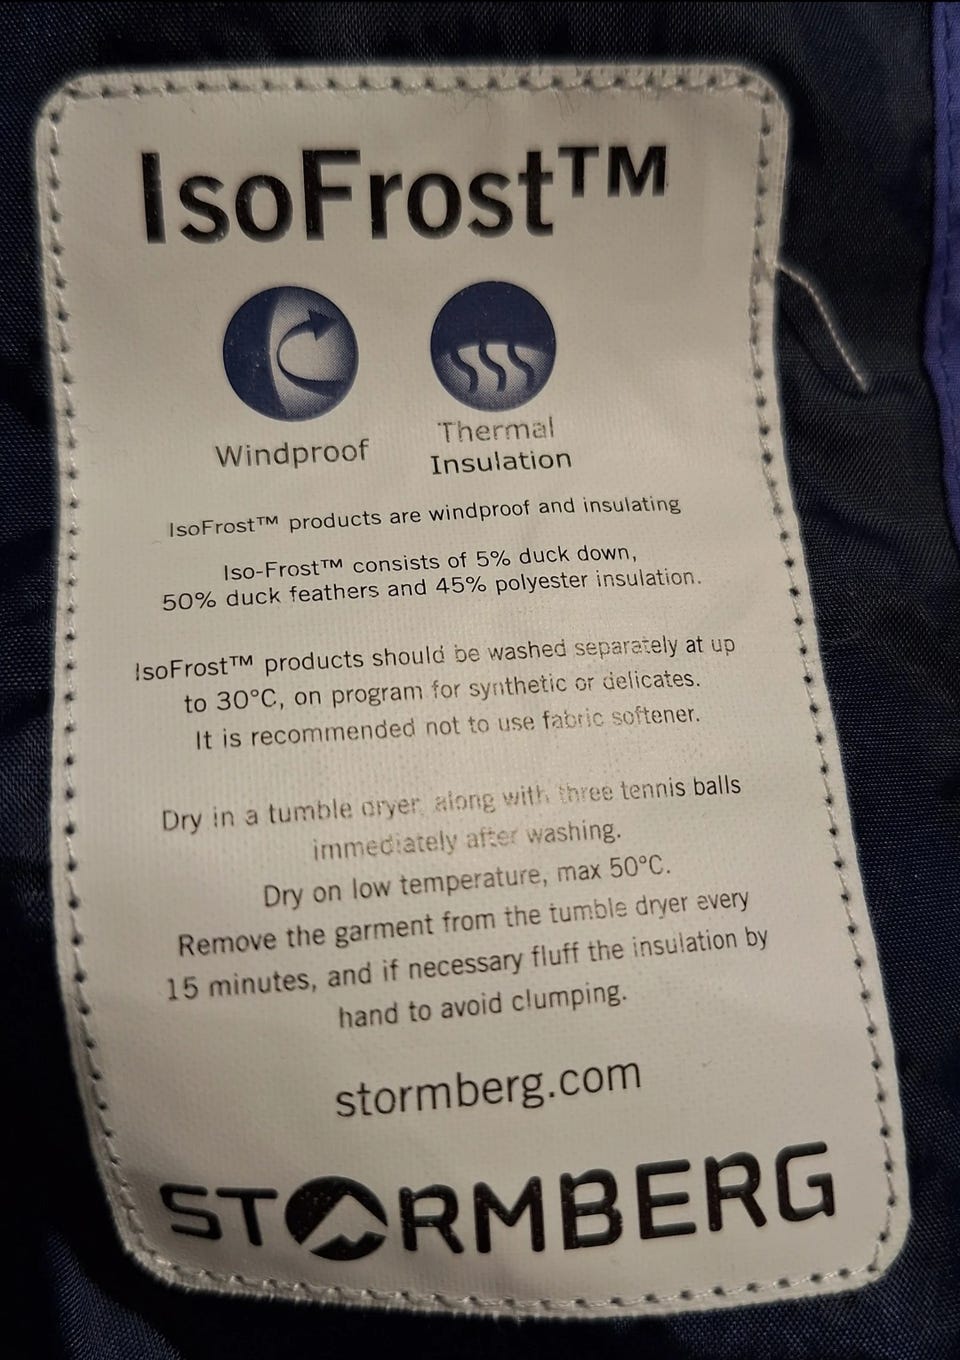 IsoFrost™
Windproof
Thermal
Insulation
IsoFrost™ products are windproof and insulating
Iso-Frost™ consists of 5% duck down,
50% duck feathers and 45% polyester insulation.
IsoFrost™ products should be washed separately at up
to 30°C, on program for synthetic or delicates.
It is recommended not to use fabric softener.
Dry in a tumble dryer, along with three tennis balls
immediately after washing.
Dry on low temperature, max 50°C.
Remove the garment from the tumble dryer every
15 minutes, and if necessary fluff the insulation by
hand to avoid clumping.
stormberg.com
STORMBERG